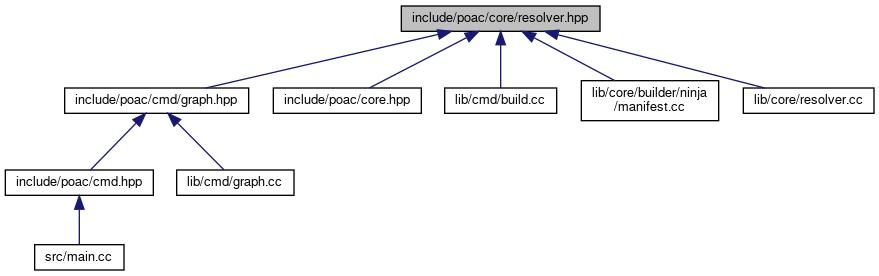 include/poac/core/resolver.hpp
include/poac/cmd/graph.hpp
include/poac/core.hpp
lib/cmd/build.cc
lib/core/builder/ninja
/manifest.cc
lib/core/resolver.cc
include/poac/cmd.hpp
lib/cmd/graph.cc
src/main.cc